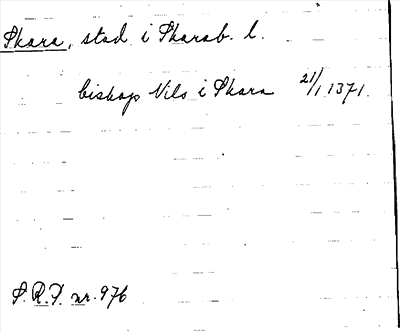 Skara, stad i Skarab. l.
biskop Nils i Skara 21/1 1371.
S.R.P. nr. 976